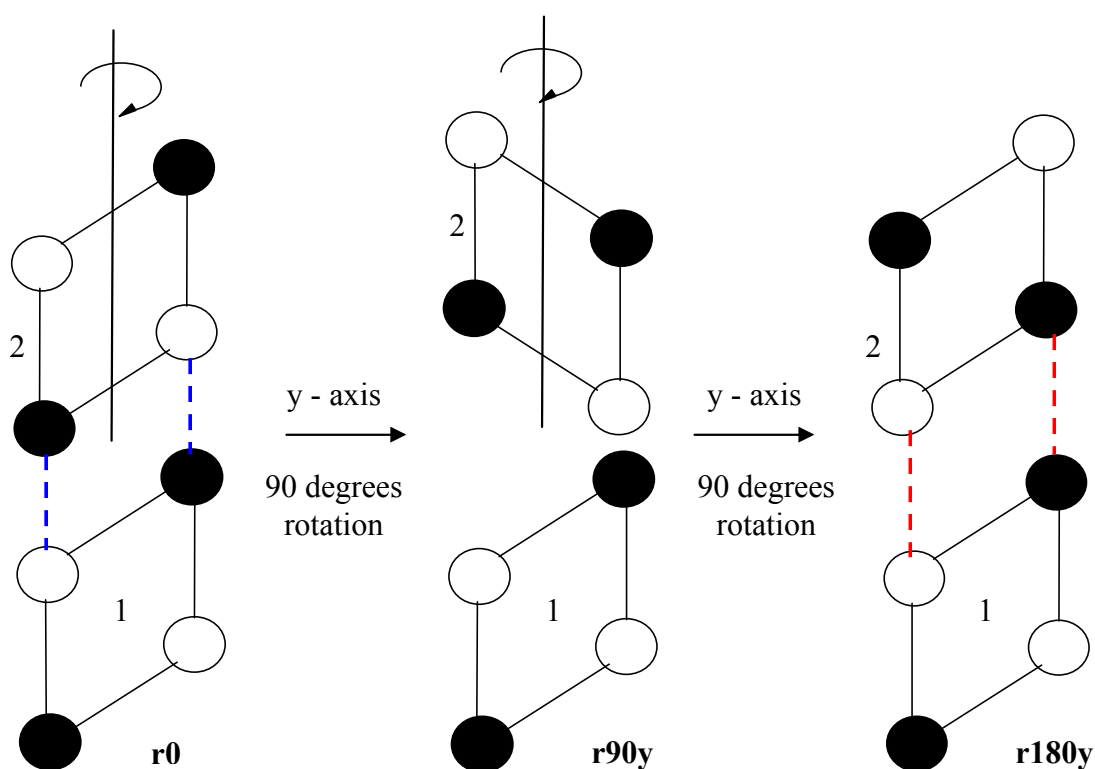 2
2
2
y - axis
90 degrees
rotation
y - axis
90 degrees
rotation
1
1
1
r0
r90y
r180y